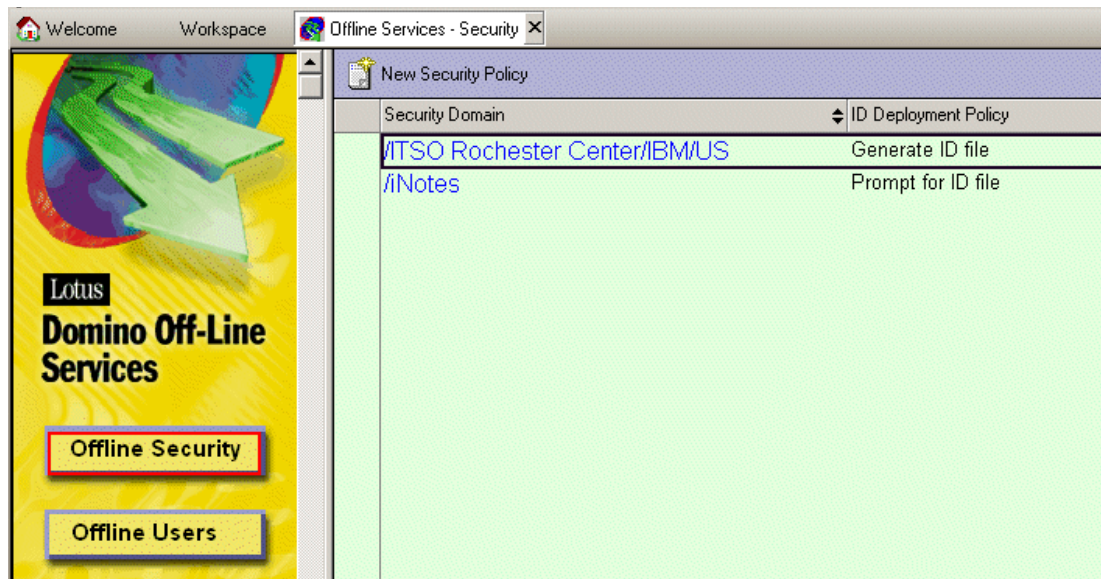 Welcome Workspace Offline Services - Security
New Security Policy
Security Domain ID Deployment Policy
/ITSO Rochester Center/IBM/US Generate ID file
/iNotes Prompt for ID file
Lotus
Domino Off-Line
Services
Offline Security
Offline Users